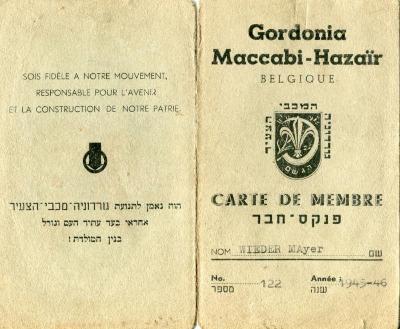 SOIS FIDÈLE A NOTRE MOUVEMENT,
RESPONSABLE POUR L'AVENIR
ET LA CONSTRUCTION DE NOTRE PATRIE
הוה נאמן לתנועת גורדוניה־מכבי־הצעיר
אחראי בעד עתיד העם וגורל
בנין המולדת!
Gordonia
Maccabi-Hazaïr
BELGIQUE
המכבי
הצעיר
גורדוניה
הגשם
CARTE DE MEMBRE
פנקס־חבר
NOM WIEDER MAyer שם
No. 122 Année : 1945-46
מספר שנה